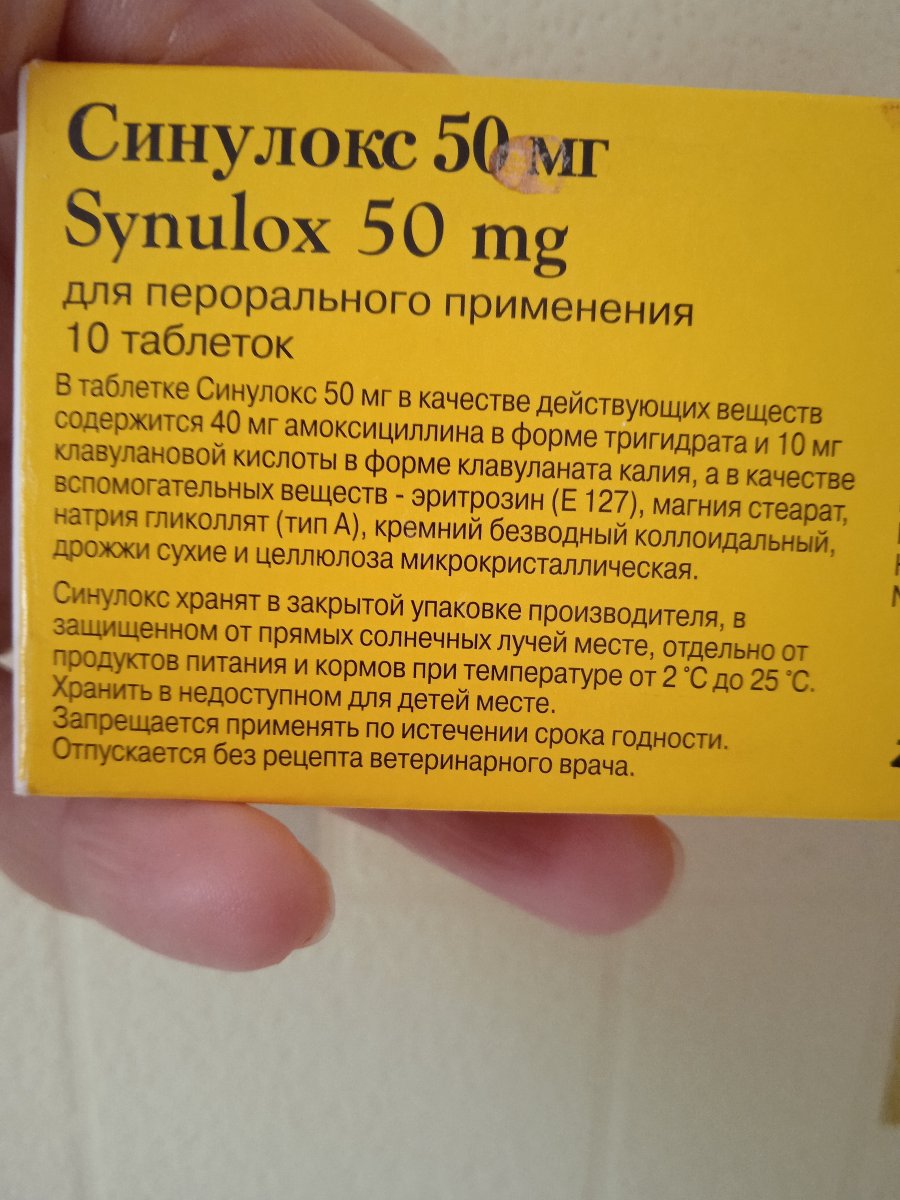 Синулокс 50 мг
Synulox 50 mg
для перорального применения
10 таблеток
В таблетке Синулокс 50 мг в качестве действующих веществ
содержится 40 мг амоксициллина в форме тригидрата и 10 мг
клавулановой кислоты в форме клавуланата калия, а в качестве
вспомогательных веществ - эритрозин (Е 127), магния стеарат,
натрия гликоллят (тип А), кремний безводный коллоидальный,
дрожжи сухие и целлюлоза микрокристаллическая.
Синулокс хранят в закрытой упаковке производителя, в
защищенном от прямых солнечных лучей месте, отдельно от
продуктов питания и кормов при температуре от 2 °С до 25 °С.
Хранить в недоступном для детей месте.
Запрещается применять по истечении срока годности.
Отпускается без рецепта ветеринарного врача.